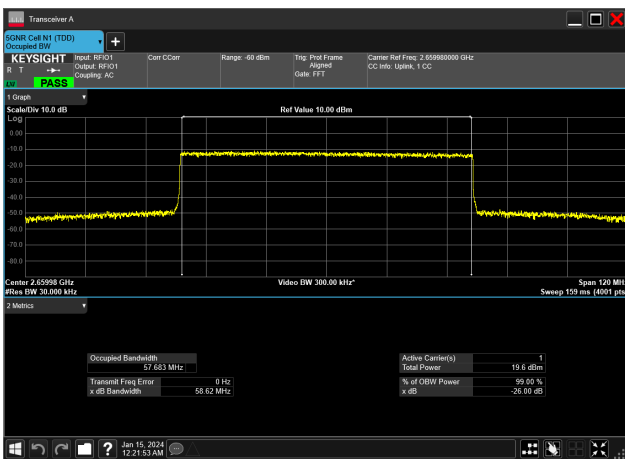 Transceiver A
5GNR Cell N1 (TDD)
Occupied BW
KEYSIGHT
R T
PASS
Input: RFIO1
Output: RFIO1
Coupling: AC
Corr CCorr
Range: -60 dBm
Trig: Prot Frame
Aligned
Gate: FFT
Carrier Ref Freq: 2.659980000 GHz
CC Info: Uplink, 1 CC
1 Graph
Scale/Div 10.0 dB
Ref Value 10.00 dBm
Log
0.00
-10.0
-20.0
-30.0
-40.0
-50.0
-60.0
-70.0
-80.0
Center 2.65998 GHz
Video BW 300.00 kHz*
Span 120 MHz
#Res BW 30.000 kHz
Sweep 159 ms (4001 pts
2 Metrics
Occupied Bandwidth
57.683 MHz
Active Carrier(s) 1
Total Power 19.6 dBm
Transmit Freq Error 0 Hz
x dB Bandwidth 58.62 MHz
% of OBW Power 99.00 %
x dB -26.00 dB
?
Jan 15, 2024
12:21:53 AM